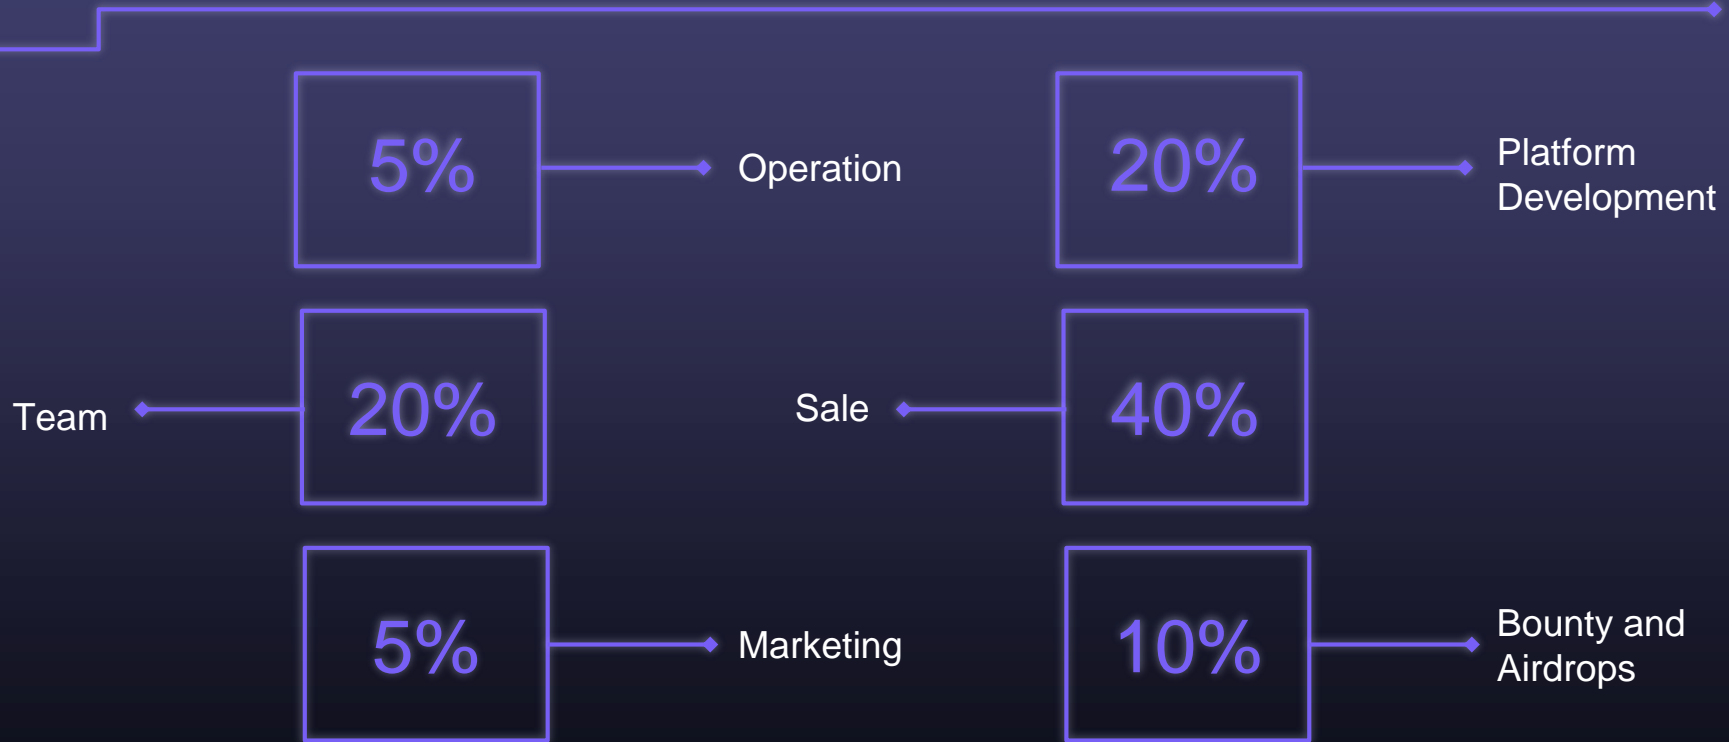 5%
Operation
20%
Platform
Development
Team
20%
Sale
40%
5%
Marketing
10%
Bounty and
Airdrops